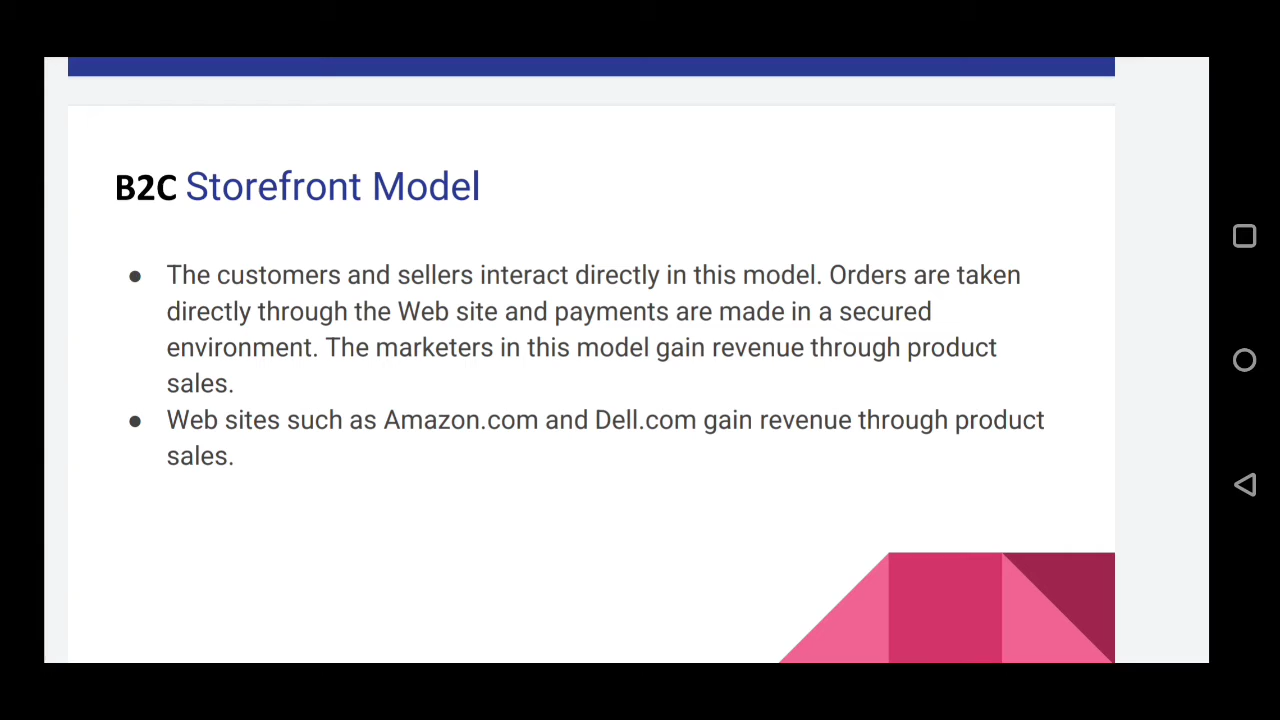 B2C Storefront Model
● The customers and sellers interact directly in this model. Orders are taken
directly through the Web site and payments are made in a secured
environment. The marketers in this model gain revenue through product
sales.
● Web sites such as Amazon.com and Dell.com gain revenue through product
sales.